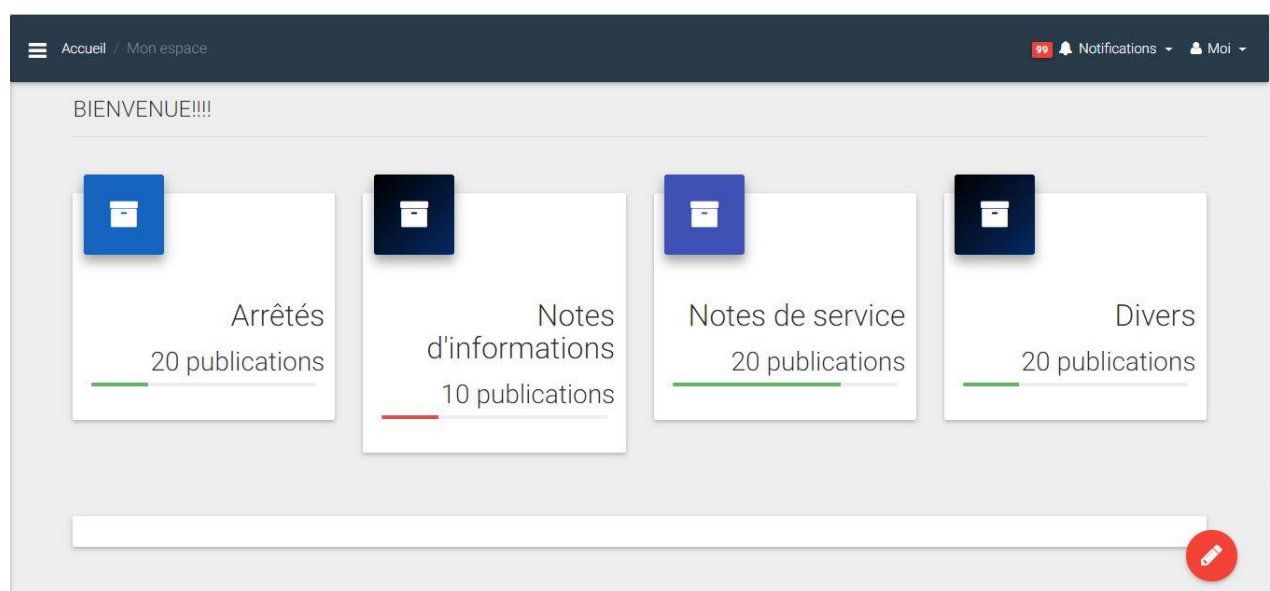 Accueil / Mon espace
99 Notifications Moi
BIENVENUE!!!!
Arrêtés
20 publications
Notes
d'informations
10 publications
Notes de service
20 publications
Divers
20 publications